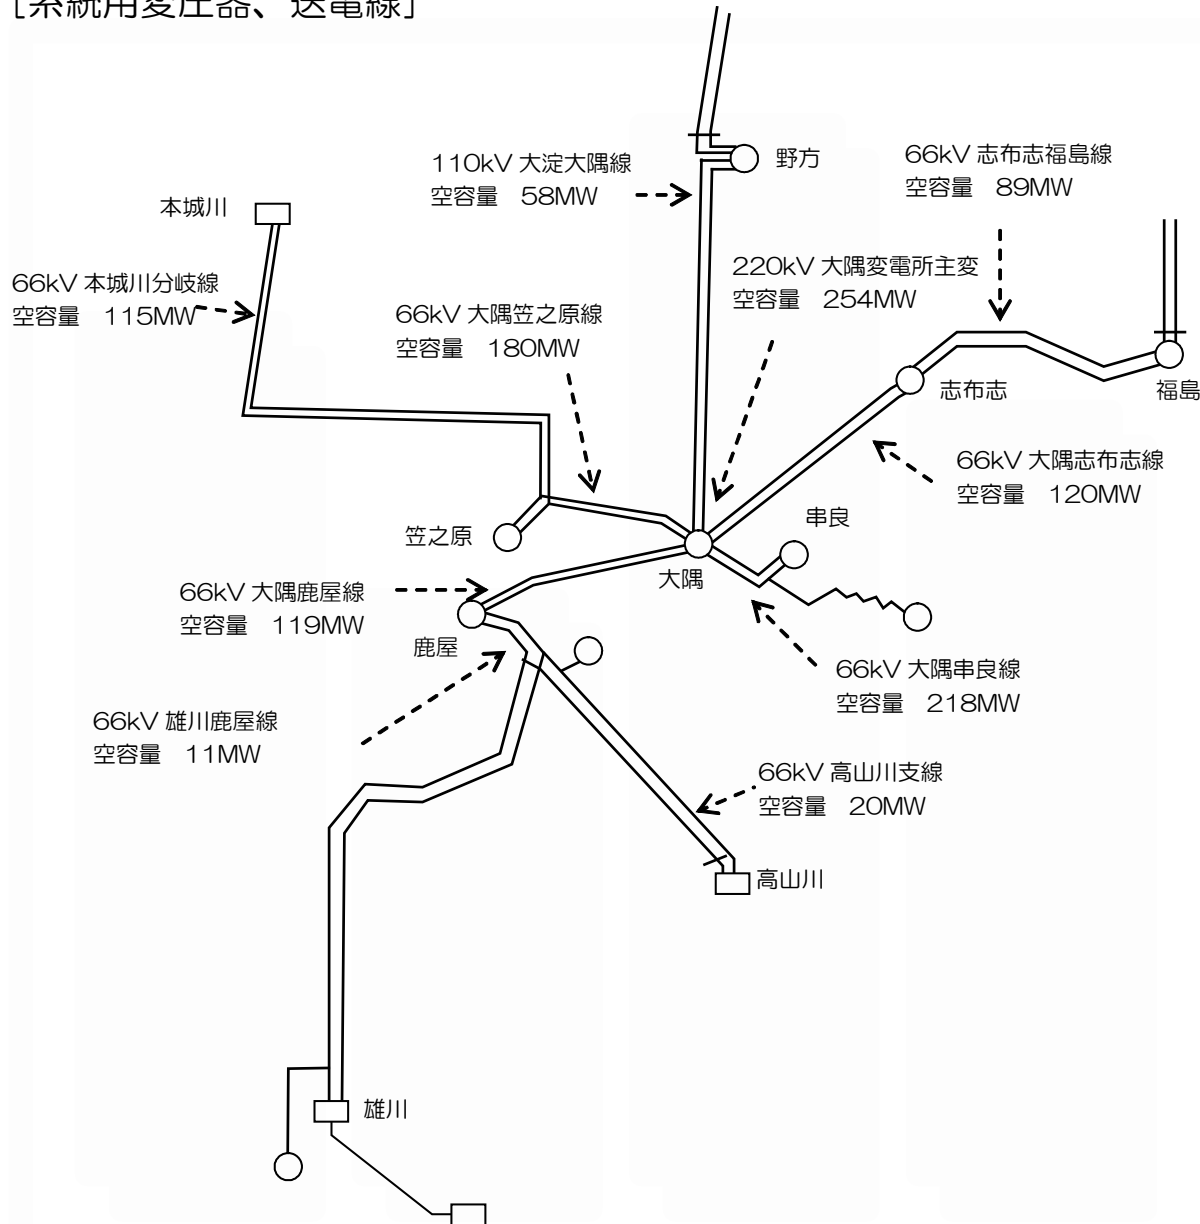 [系統用変圧器、送電線]
野方
110kV 大淀大隅線
空容量 58MW
66kV 志布志福島線
空容量 89MW
本城川
220kV 大隅変電所主変
空容量 254MW
66kV 本城川分岐線
空容量 115MW
66kV 大隅笠之原線
空容量 180MW
志布志
福島
66kV 大隅志布志線
空容量 120MW
串良
笠之原
大隅
66kV 大隅鹿屋線
空容量 119MW
鹿屋
66kV 大隅串良線
空容量 218MW
66kV 雄川鹿屋線
空容量 11MW
66kV 高山川支線
空容量 20MW
高山川
雄川